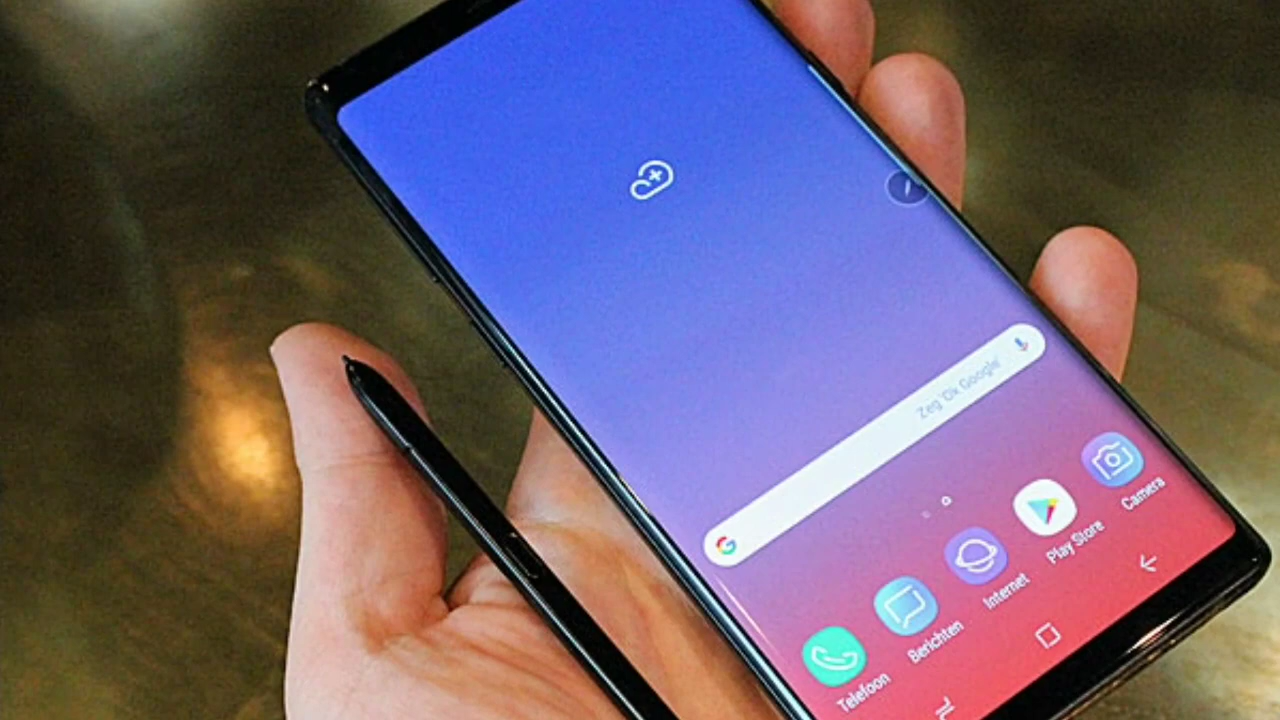 Zeg 'Ok Google'
Telefoon
Berichten
Internet
Play Store
Camera